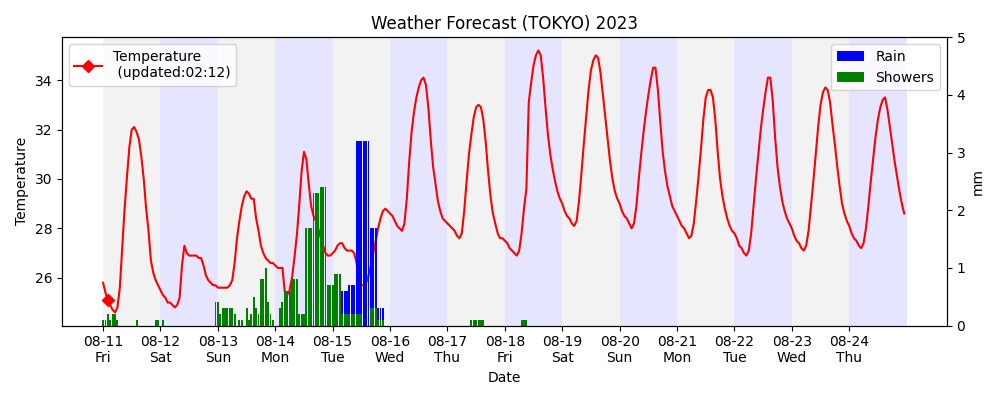 Weather Forecast (TOKYO) 2023
Temperature
(updated:02:12)
Rain
Showers
Temperature
34
32
30
28
26
5
4
3
2
1
0
mm
08-11 08-12 08-13 08-14 08-15 08-16 08-17 08-18 08-19 08-20 08-21 08-22 08-23 08-24
Fri Sat Sun Mon Tue Wed Thu Fri Sat Sun Mon Tue Wed Thu
Date